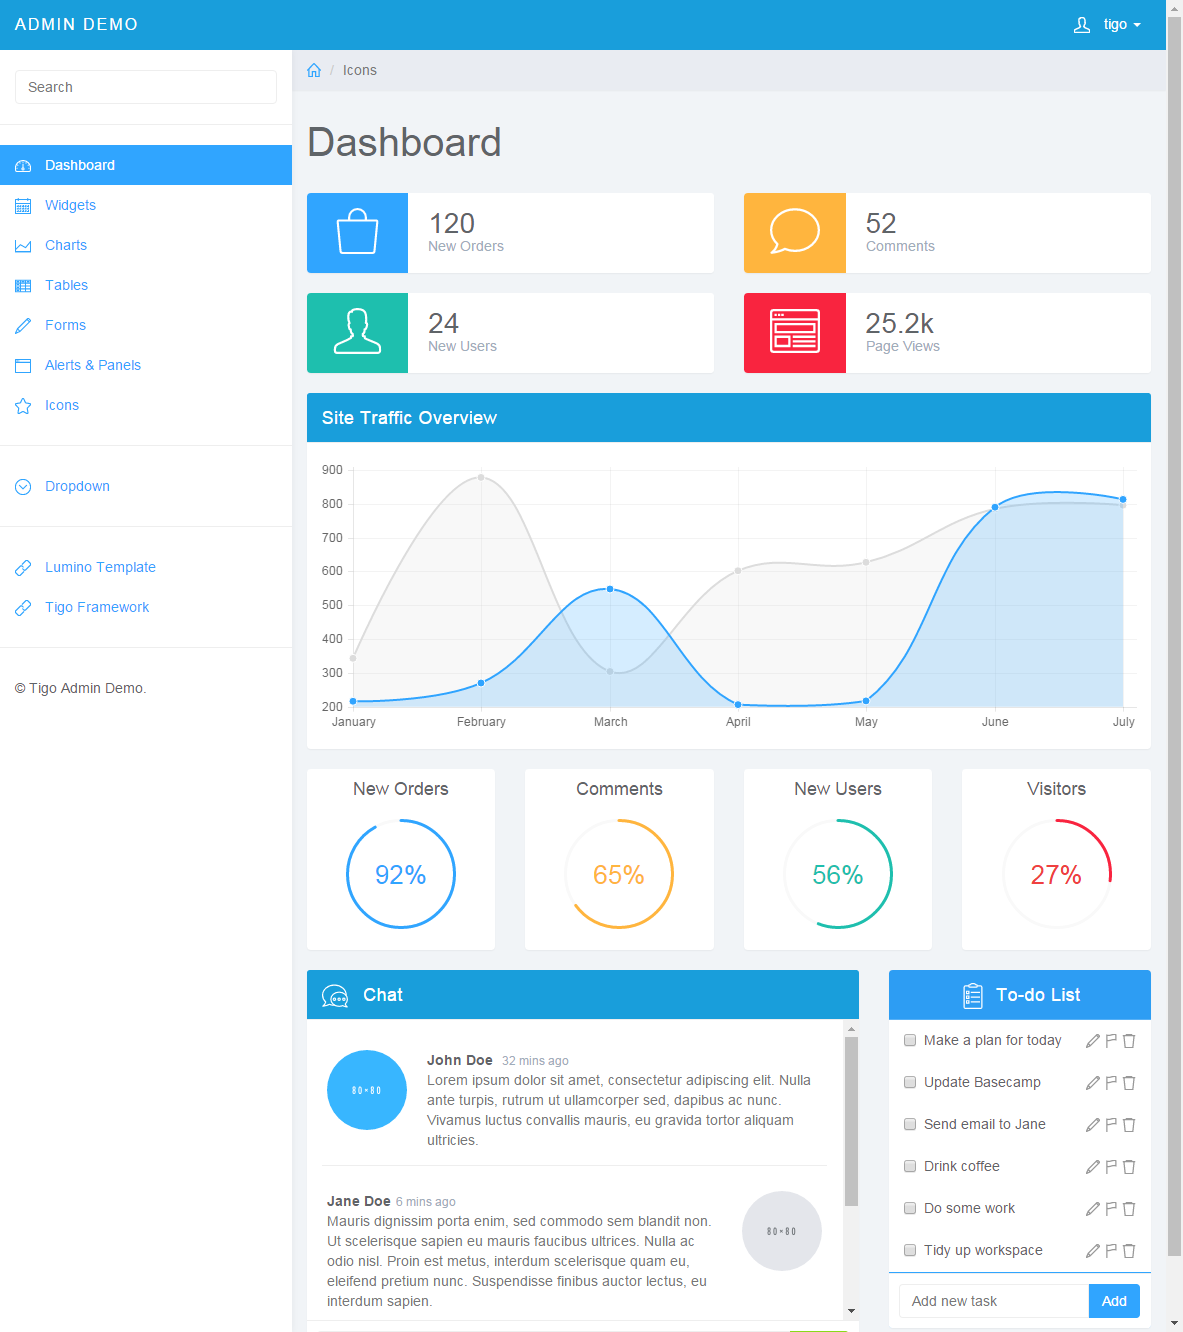 ADMIN DEMO
tigo
Search
Icons
Dashboard
Widgets
Charts
Tables
Forms
Alerts & Panels
Icons
Dropdown
Lumino Template
Tigo Framework
© Tigo Admin Demo.
Dashboard
120
New Orders
52
Comments
24
New Users
25.2k
Page Views
Site Traffic Overview
900
800
700
600
500
400
300
200
January February March April May June July
New Orders
92%
Comments
65%
New Users
56%
Visitors
27%
Chat
80×80
John Doe 32 mins ago
Lorem ipsum dolor sit amet, consectetur adipiscing elit. Nulla
ante turpis, rutrum ut ullamcorper sed, dapibus ac nunc.
Vivamus luctus convallis mauris, eu gravida tortor aliquam
ultricies.
Jane Doe 6 mins ago
80×80
Mauris dignissim porta enim, sed commodo sem blandit non.
Ut scelerisque sapien eu mauris faucibus ultrices. Nulla ac
odio nisl. Proin est metus, interdum scelerisque quam eu,
eleifend pretium nunc. Suspendisse finibus auctor lectus, eu
interdum sapien.
To-do List
Make a plan for today
Update Basecamp
Send email to Jane
Drink coffee
Do some work
Tidy up workspace
Add new task
Add